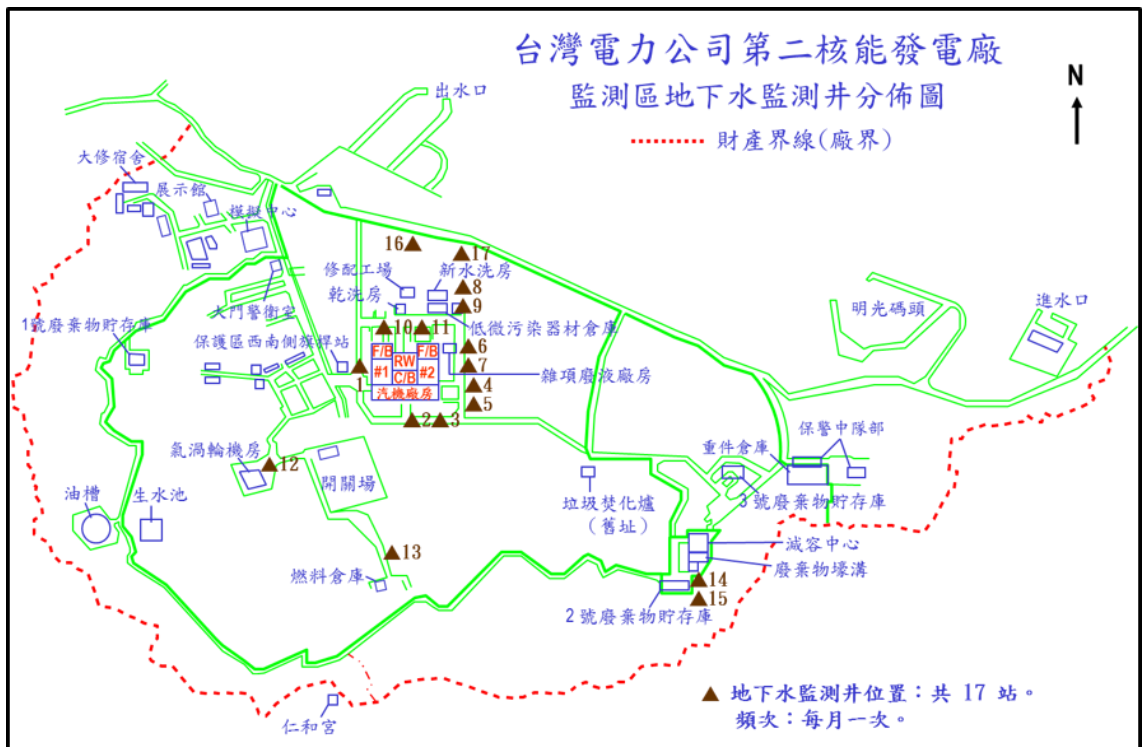 台灣電力公司第二核能發電廠
監測區地下水監測井分佈圖
財產界線(廠界)
N
出水口
大修宿舍
展示館
模擬中心
16
17
修配工場
新水洗房
8
乾洗房
9
大門警衛室
明光碼頭
進水口
1號廢棄物貯存庫
保護區西南側旗桿站
10
11
低微污染器材倉庫
6
F/B
RW
F/B
#1
C/B
#2
汽機廠房
1
7
雜項廢液廠房
4
5
2
3
氣渦輪機房
12
開關場
油槽
生水池
重件倉庫
保警中隊部
垃圾焚化爐
(舊址)
3號廢棄物貯存庫
13
燃料倉庫
減容中心
廢棄物壕溝
14
15
2號廢棄物貯存庫
仁和宮
地下水監測井位置：共 17 站。
頻次：每月一次。